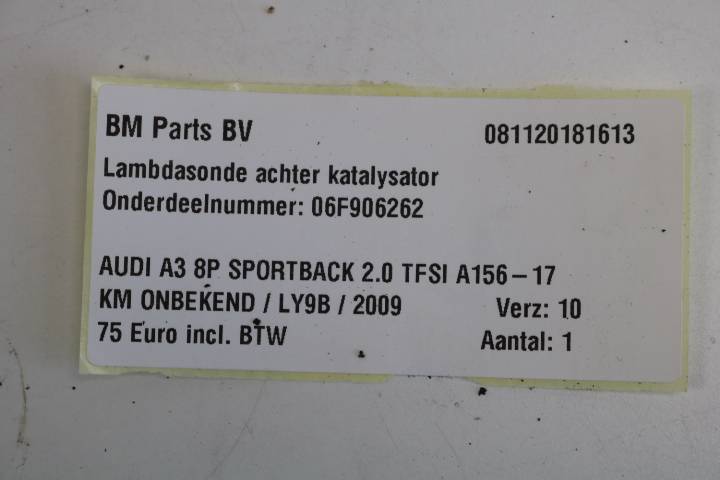 BM Parts BV 081120181613
Lambdasonde achter katalysator
Onderdeelnummer: 06F906262
AUDI A3 8P SPORTBACK 2.0 TFSI A156-17
KM ONBEKEND / LY9B / 2009 Verz: 10
75 Euro incl. BTW Aantal: 1